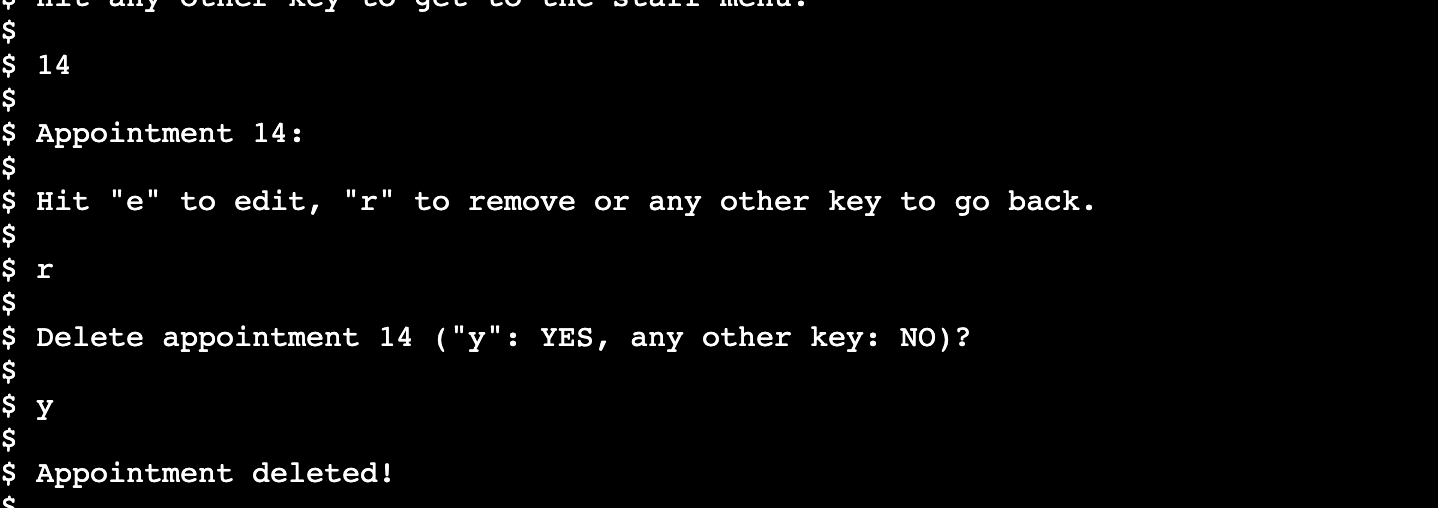 $ Hit any other key to get to the staff menu.
$
$ 14
$
$ Appointment 14:
$
$ Hit "e" to edit, "r" to remove or any other key to go back.
$
$ r
$
$ Delete appointment 14 ("y": YES, any other key: NO)?
$
$ y
$
$ Appointment deleted!
$